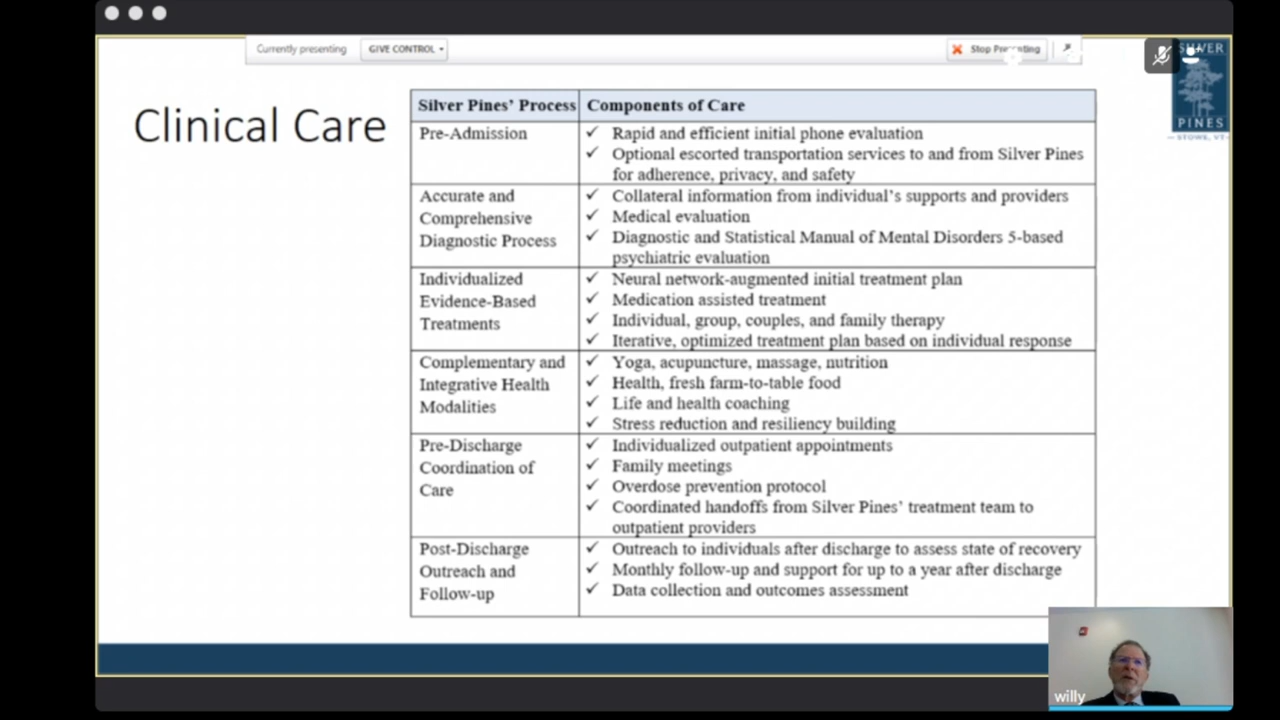 Currently presenting
GIVE CONTROL
Stop Presenting
SILVER
PINES
STOWE, VT
Clinical Care
Silver Pines' Process
Components of Care
Pre-Admission
Rapid and efficient initial phone evaluation
Optional escorted transportation services to and from Silver Pines
for adherence, privacy, and safety
Accurate and
Comprehensive
Diagnostic Process
Collateral information from individual's supports and providers
Medical evaluation
Diagnostic and Statistical Manual of Mental Disorders 5-based
psychiatric evaluation
Individualized
Evidence-Based
Treatments
Neural network-augmented initial treatment plan
Medication assisted treatment
Individual, group, couples, and family therapy
Iterative, optimized treatment plan based on individual response
Complementary and
Integrative Health
Modalities
Yoga, acupuncture, massage, nutrition
Health, fresh farm-to-table food
Life and health coaching
Stress reduction and resiliency building
Pre-Discharge
Coordination of
Care
Individualized outpatient appointments
Family meetings
Overdose prevention protocol
Coordinated handoffs from Silver Pines' treatment team to
outpatient providers
Post-Discharge
Outreach and
Follow-up
Outreach to individuals after discharge to assess state of recovery
Monthly follow-up and support for up to a year after discharge
Data collection and outcomes assessment
willy